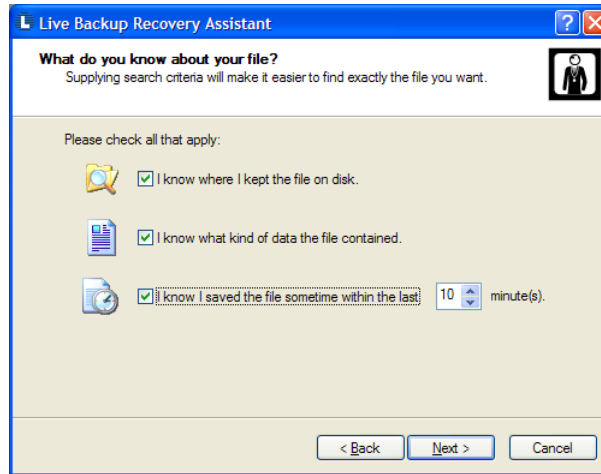 L Live Backup Recovery Assistant
What do you know about your file?
Supplying search criteria will make it easier to find exactly the file you want.
Please check all that apply:
I know where I kept the file on disk.
I know what kind of data the file contained.
I know I saved the file sometime within the last 10 minute(s).
< Back Next > Cancel